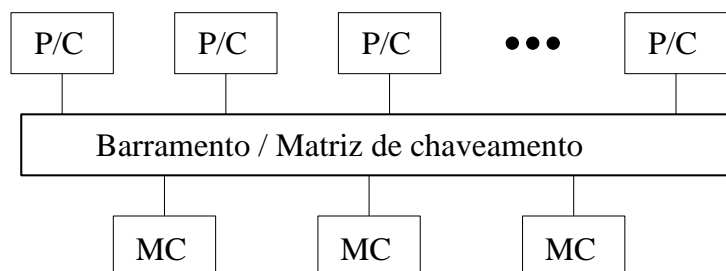 P/C P/C P/C ●●● P/C
Barramento / Matriz de chaveamento
MC MC MC